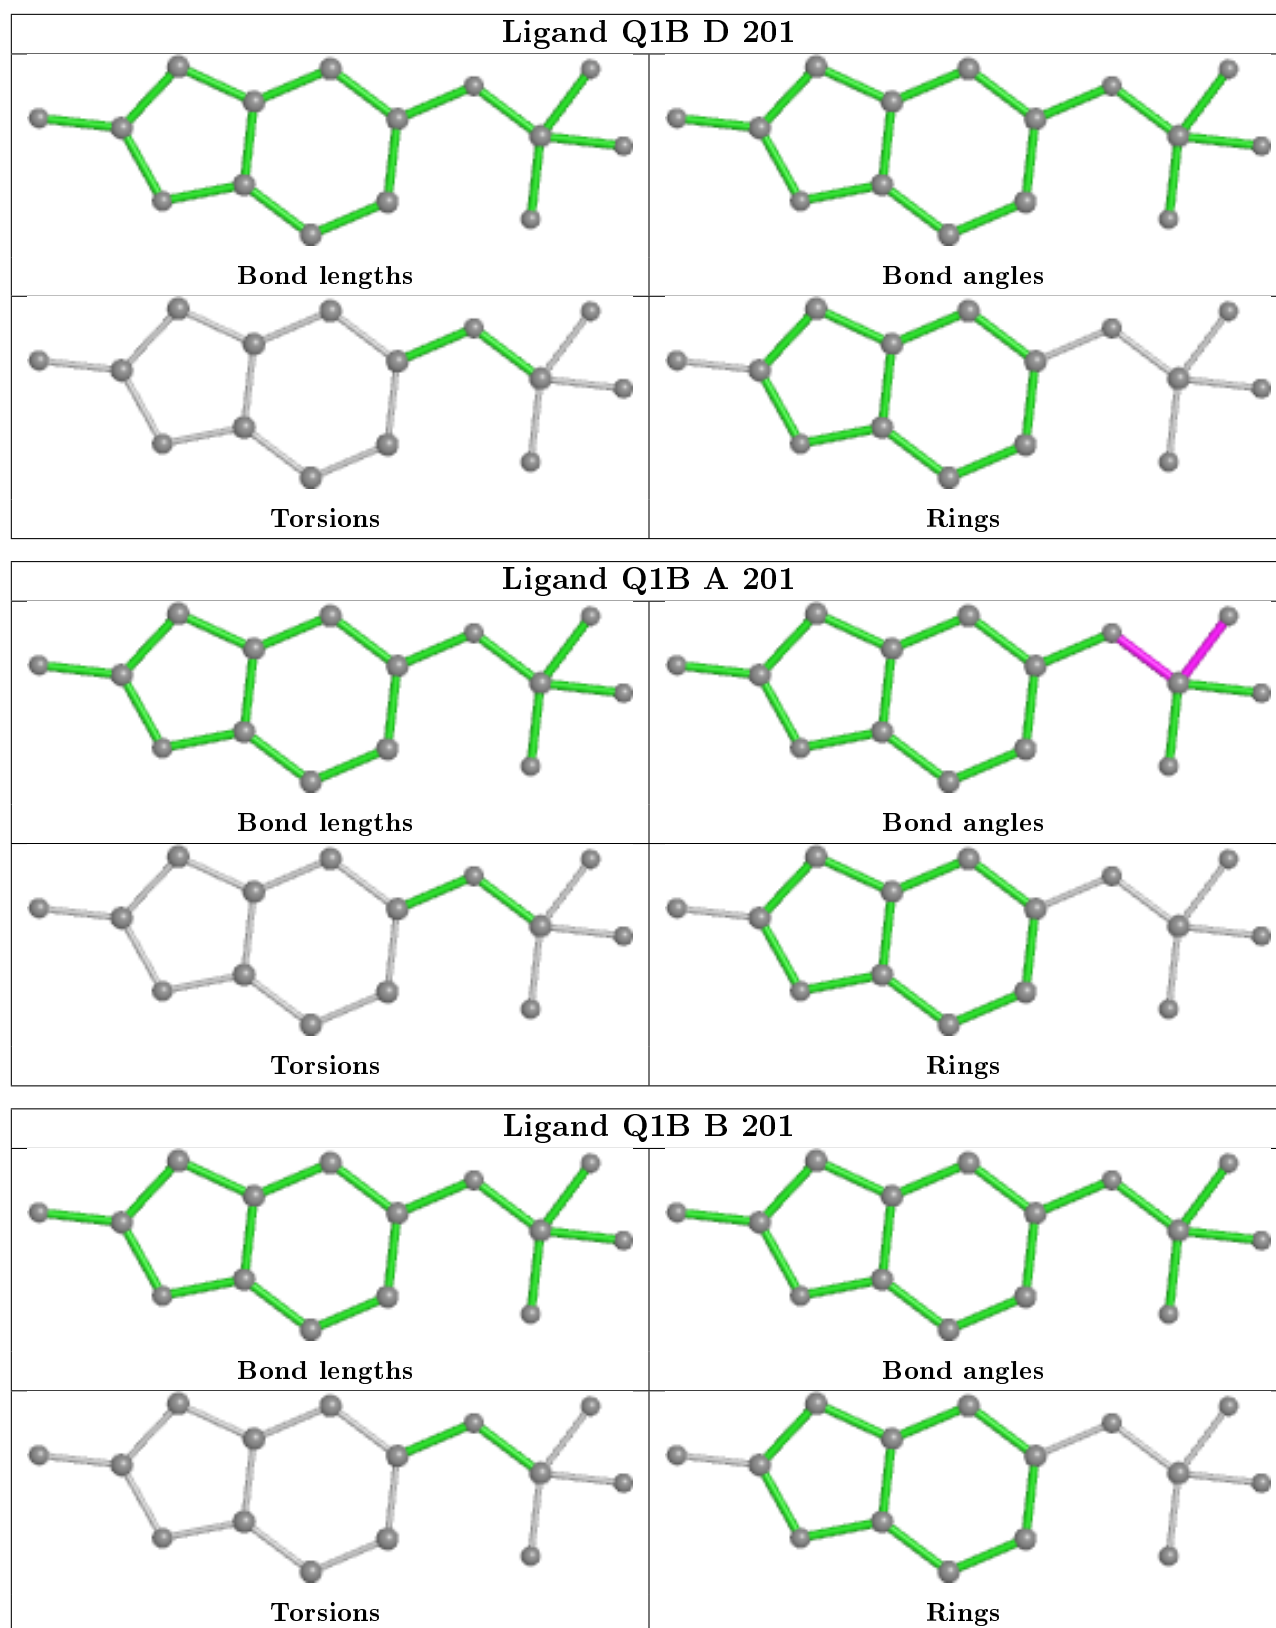 Ligand Q1B D 201
Bond lengths
Bond angles
Torsions
Rings
Ligand Q1B A 201
Bond lengths
Bond angles
Torsions
Rings
Ligand Q1B B 201
Bond lengths
Bond angles
Torsions
Rings